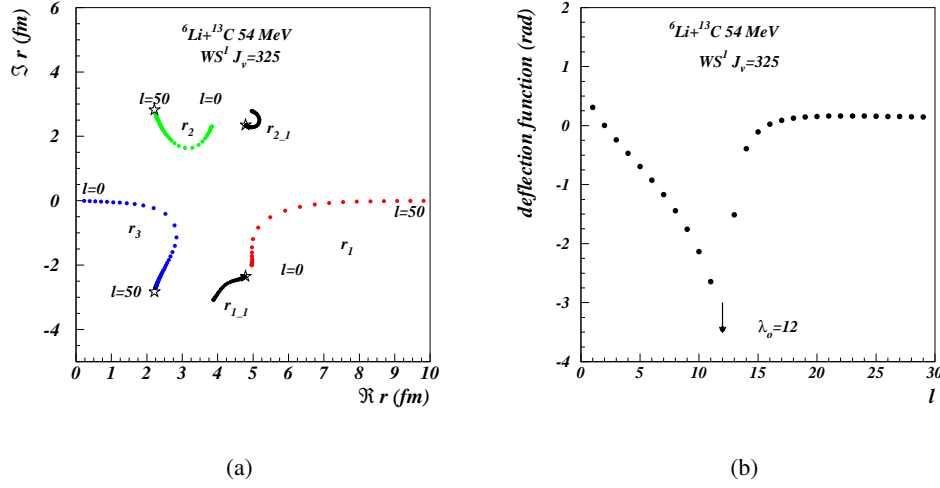 ⁶Li+¹³C 54 MeV
WS¹ Jᵥ=325
ℑ r (fm)
6
4
2
0
-2
-4
l=50
l=0
r₂
r₂_₁
l=0
l=50
r₃
r₁
l=0
l=50
r₁_₁
0 1 2 3 4 5 6 7 8 9 10
ℜ r (fm)
(a)
⁶Li+¹³C 54 MeV
WS¹ Jᵥ=325
deflection function (rad)
2
1
0
-1
-2
-3
-4
λₒ=12
0 5 10 15 20 25 30
l
(b)